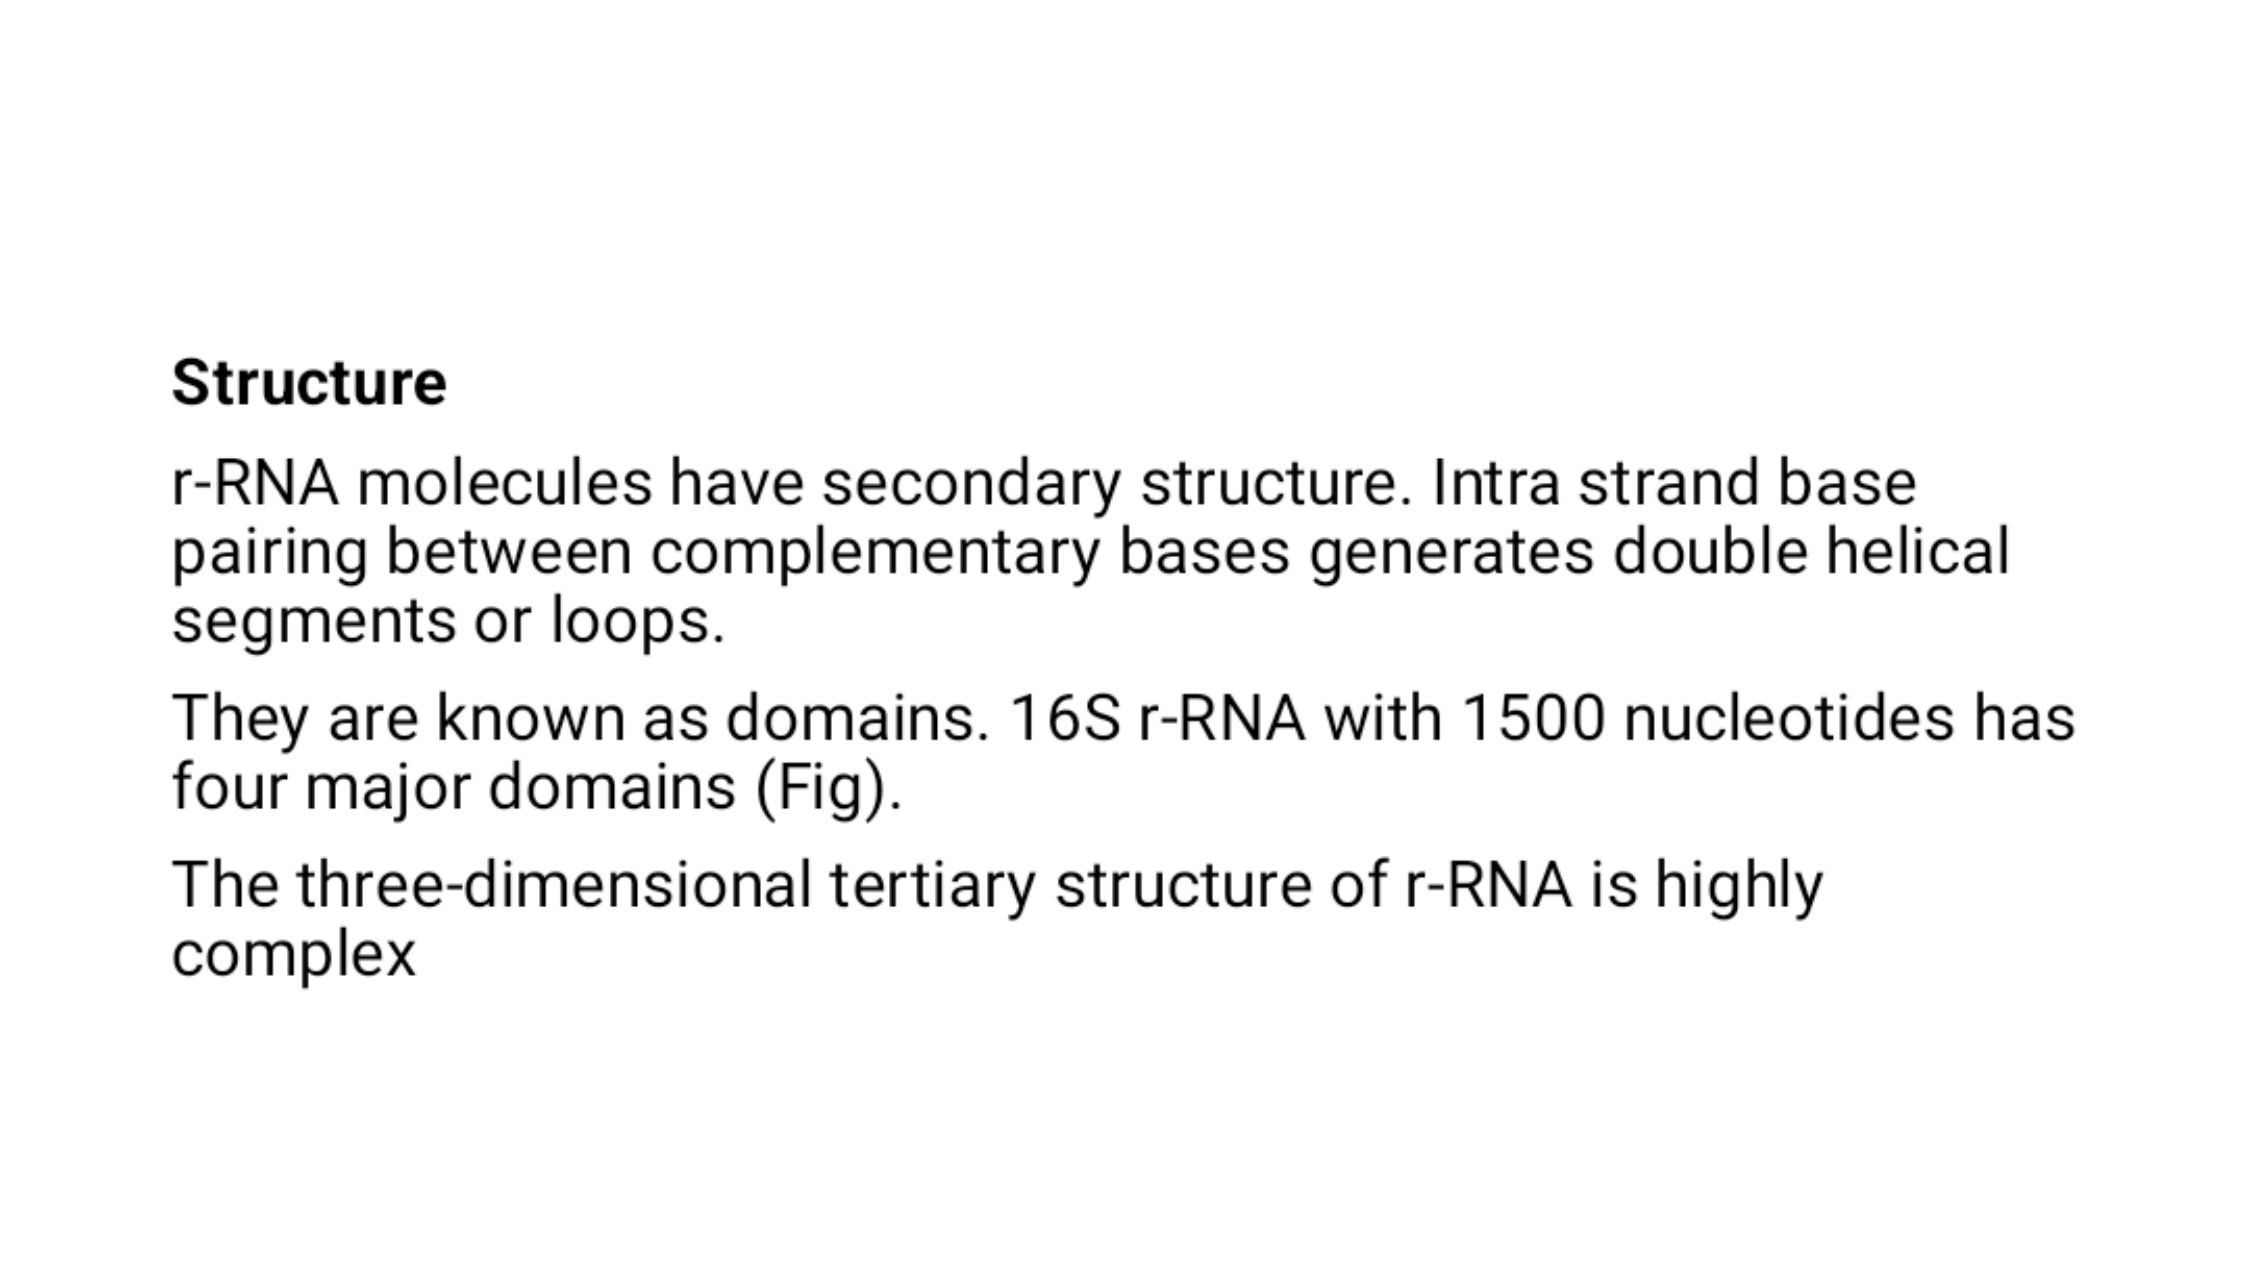 Structure
r-RNA molecules have secondary structure. Intra strand base
pairing between complementary bases generates double helical
segments or loops.
They are known as domains. 16S r-RNA with 1500 nucleotides has
four major domains (Fig).
The three-dimensional tertiary structure of r-RNA is highly
complex